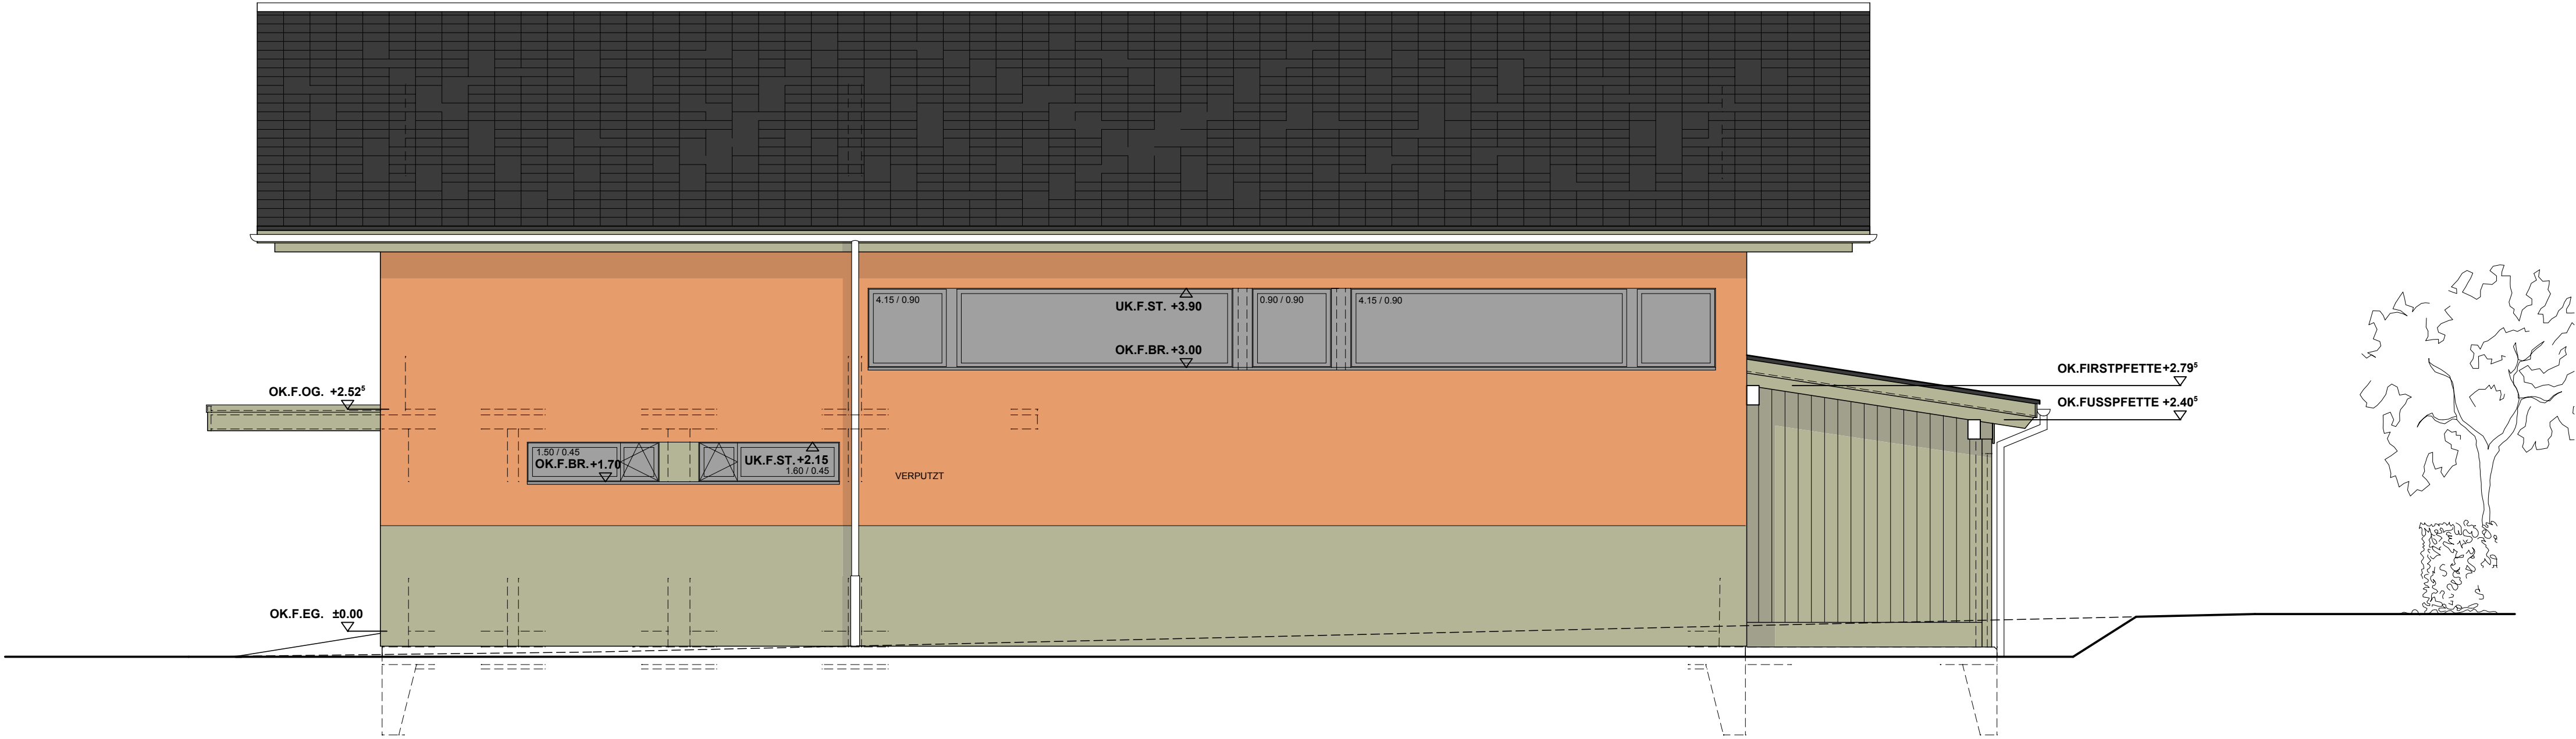 4.15 / 0.90
UK.F.ST. +3.90
0.90 / 0.90
4.15 / 0.90
OK.F.BR. +3.00
OK.FIRSTPFETTE +2.79⁵
OK.F.OG. +2.52⁵
OK.FUSSPFETTE +2.40⁵
1.50 / 0.45
OK.F.BR. +1.70
UK.F.ST. +2.15
1.60 / 0.45
VERPUTZT
OK.F.EG. ±0.00